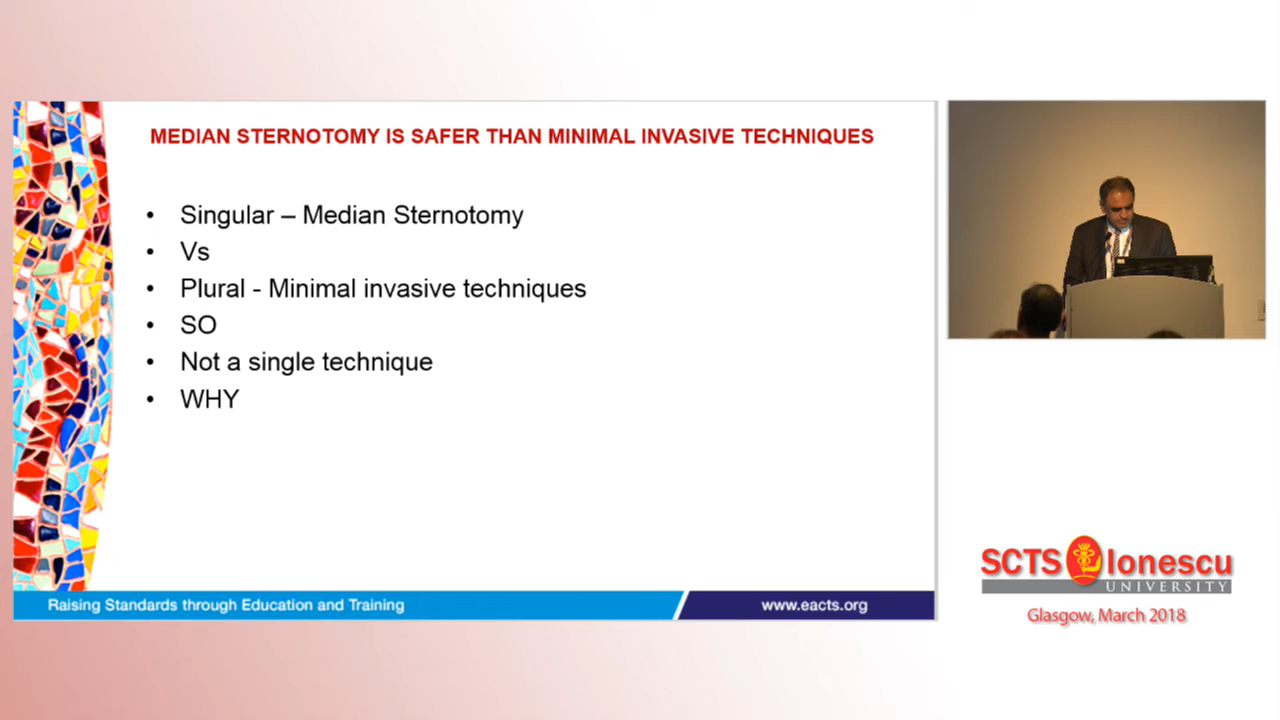 MEDIAN STERNOTOMY IS SAFER THAN MINIMAL INVASIVE TECHNIQUES
• Singular – Median Sternotomy
• Vs
• Plural - Minimal invasive techniques
• SO
• Not a single technique
• WHY
Raising Standards through Education and Training
www.eacts.org
SCTS Ionescu
UNIVERSITY
Glasgow, March 2018